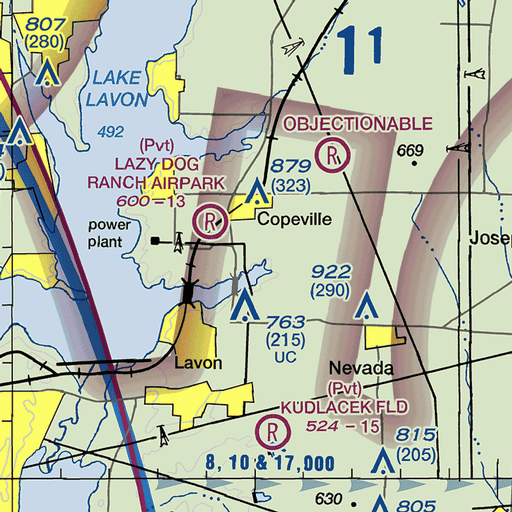 807
(280)
1¹
LAKE
LAVON
492
OBJECTIONABLE
R
669
(Pvt)
LAZY DOG
RANCH AIRPARK
600 - 13
R
879
(323)
Copeville
power
plant
Josep
922
(290)
763
(215)
UC
Lavon
Nevada
(Pvt)
KUDLACEK FLD
524 - 15
R
815
(205)
8, 10 & 17,000
630
805